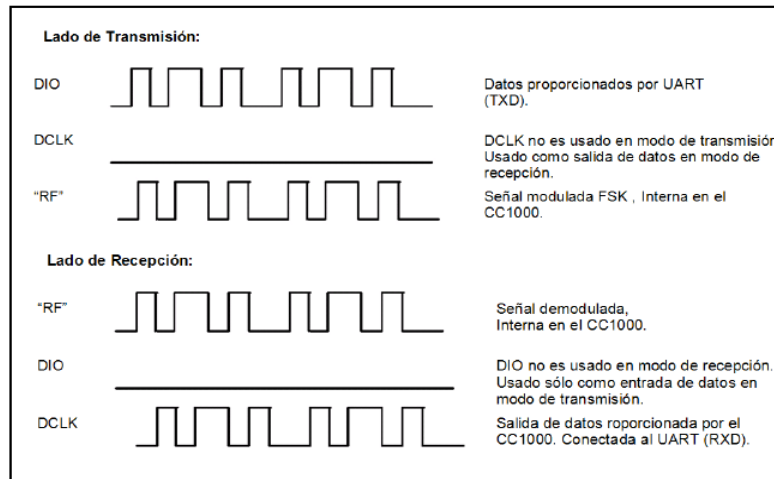 Lado de Transmisión:
DIO
Datos proporcionados por UART
(TXD).
DCLK
DCLK no es usado en modo de transmisión
Usado como salida de datos en modo de
recepción.
“RF”
Señal modulada FSK , Interna en el
CC1000.
Lado de Recepción:
“RF”
Señal demodulada,
Interna en el CC1000.
DIO
DIO no es usado en modo de recepción.
Usado sólo como entrada de datos en
modo de transmisión.
DCLK
Salida de datos roporcionada por el
CC1000. Conectada al UART (RXD).